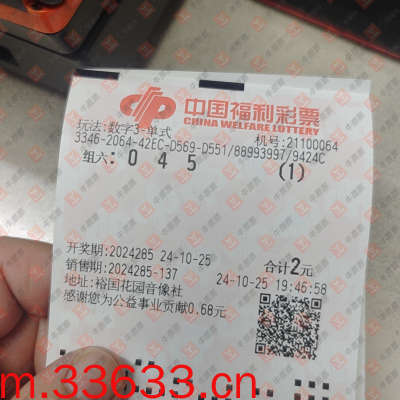 中国福利彩票
CHINA WELFARE LOTTERY
玩法:数字3-单式 机号:21100064
3346-2064-42EC-D569-D551/88993997/9424C
组六: 0 4 5 (1)
开奖期:2024285 24-10-25 合计2元
销售期:2024285-137 24-10-25 19:46:58
地址:裕国花园音像社
感谢您为公益事业贡献0.68元
m.33633.cn